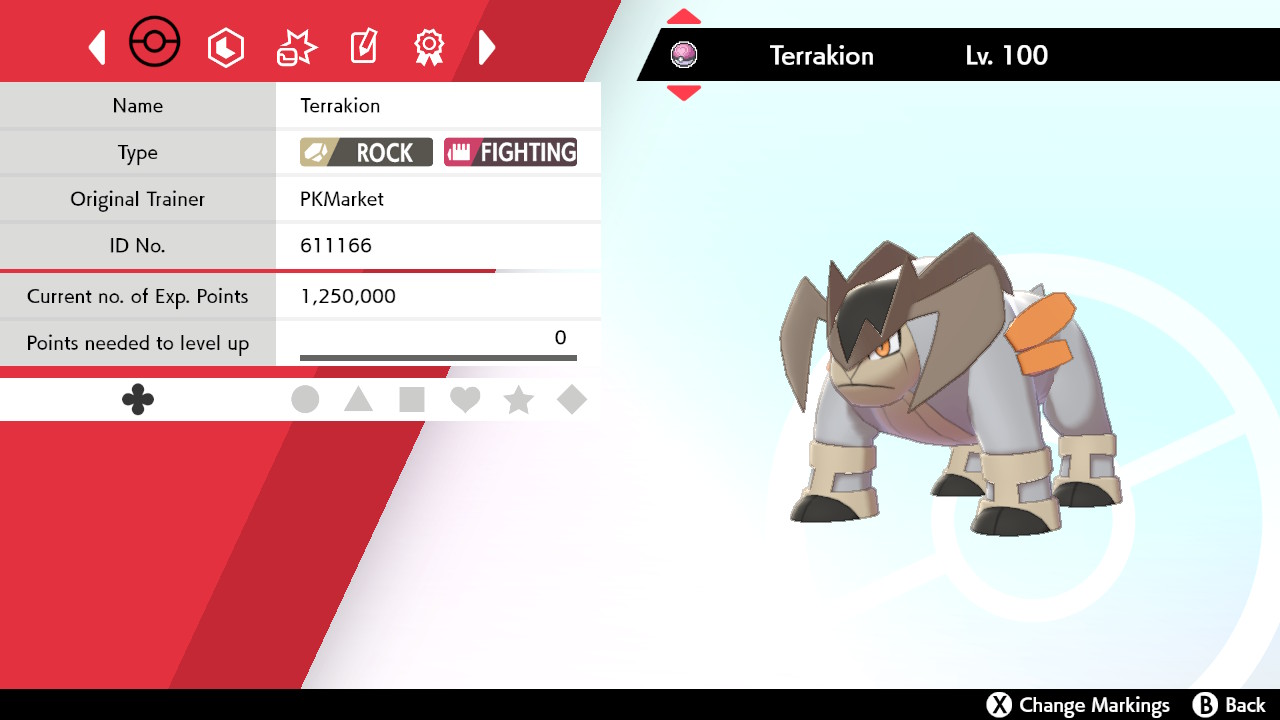 Terrakion Lv. 100
Name Terrakion
Type ROCK FIGHTING
Original Trainer PKMarket
ID No. 611166
Current no. of Exp. Points 1,250,000
Points needed to level up 0
X Change Markings B Back